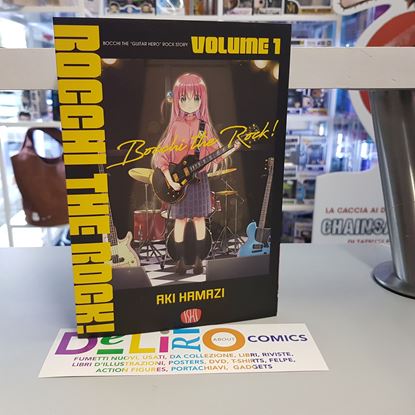 BOCCHI THE "GUITAR HERO" ROCK STORY
VOLUME 1
BOCCHI THE ROCK!
Bocchi the Rock!
AKI HAMAZI
LA CACCIA AI D
CHAINSA
DELIRIO ABOUT COMICS
FUMETTI NUOVI, USATI, DA COLLEZIONE, LIBRI, RIVISTE,
LIBRI D'ILLUSTRAZIONI, POSTERS, DVD, T-SHIRTS, FELPE,
ACTION FIGURES, PORTACHIAVI, GADGETS